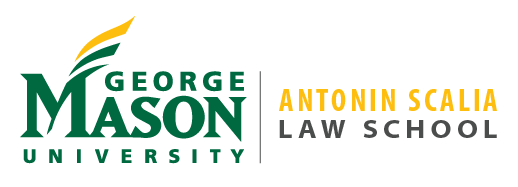 GEORGE
MASON
UNIVERSITY
ANTONIN SCALIA
LAW SCHOOL